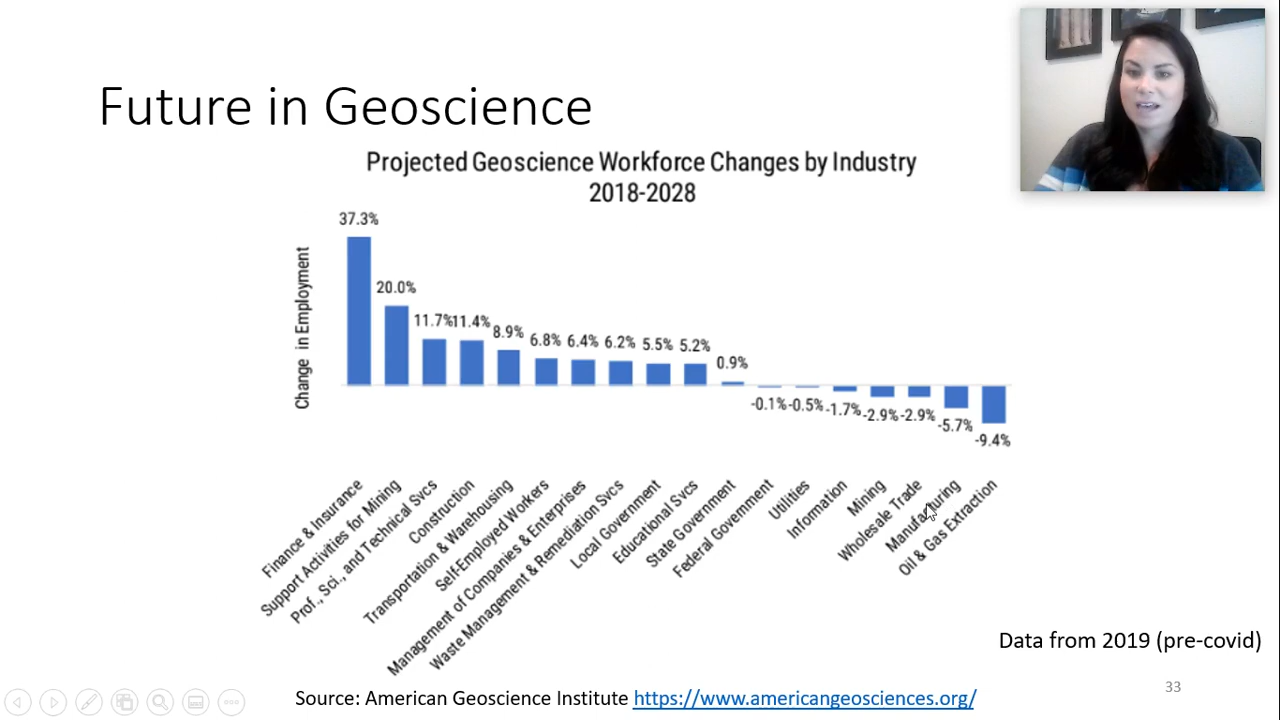 Future in Geoscience
Projected Geoscience Workforce Changes by Industry
2018-2028
Change in Employment
37.3%
20.0%
11.7%
11.4%
8.9%
6.8%
6.4%
6.2%
5.5%
5.2%
0.9%
-0.1%
-0.5%
-1.7%
-2.9%
-2.9%
-5.7%
-9.4%
Finance & Insurance
Support Activities for Mining
Prof., Sci., and Technical Svcs
Construction
Transportation & Warehousing
Self-Employed Workers
Management of Companies & Enterprises
Waste Management & Remediation Svcs
Local Government
Educational Svcs
State Government
Federal Government
Utilities
Information
Mining
Wholesale Trade
Manufacturing
Oil & Gas Extraction
Data from 2019 (pre-covid)
33
Source: American Geoscience Institute https://www.americangeosciences.org/